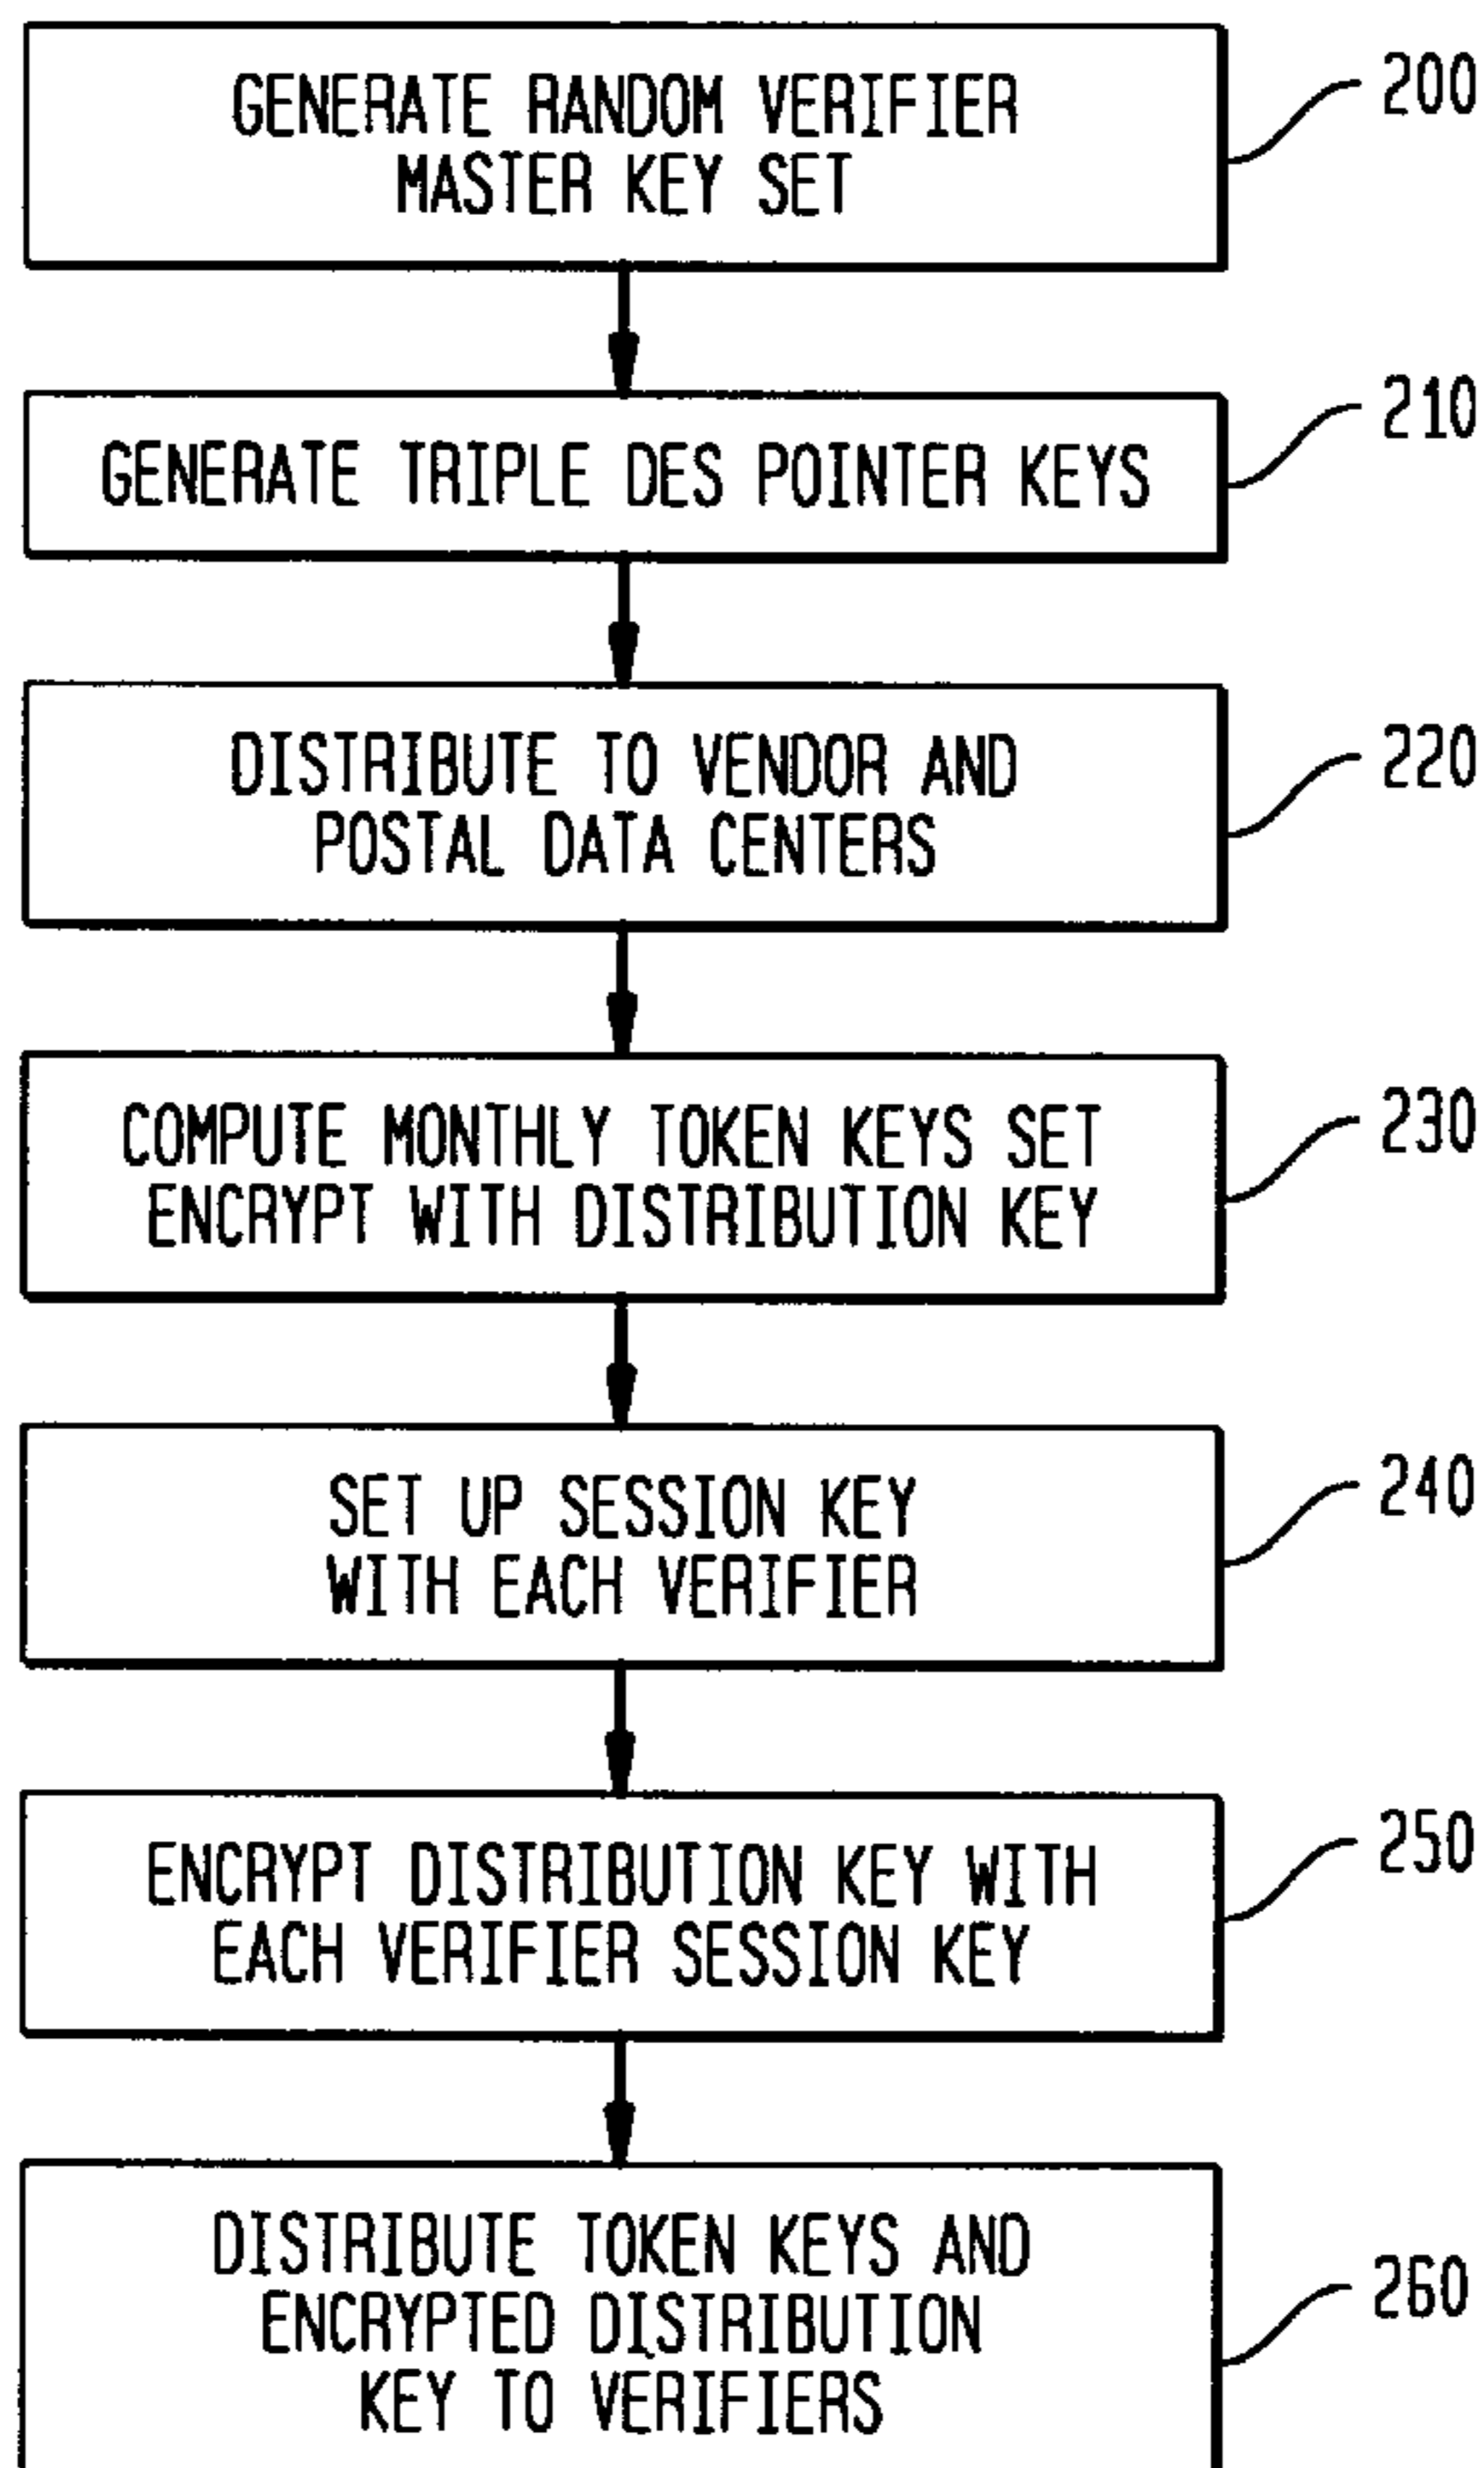 GENERATE RANDOM VERIFIER
MASTER KEY SET
200
GENERATE TRIPLE DES POINTER KEYS
210
DISTRIBUTE TO VENDOR AND
POSTAL DATA CENTERS
220
COMPUTE MONTHLY TOKEN KEYS SET
ENCRYPT WITH DISTRIBUTION KEY
230
SET UP SESSION KEY
WITH EACH VERIFIER
240
ENCRYPT DISTRIBUTION KEY WITH
EACH VERIFIER SESSION KEY
250
DISTRIBUTE TOKEN KEYS AND
ENCRYPTED DISTRIBUTION
KEY TO VERIFIERS
260